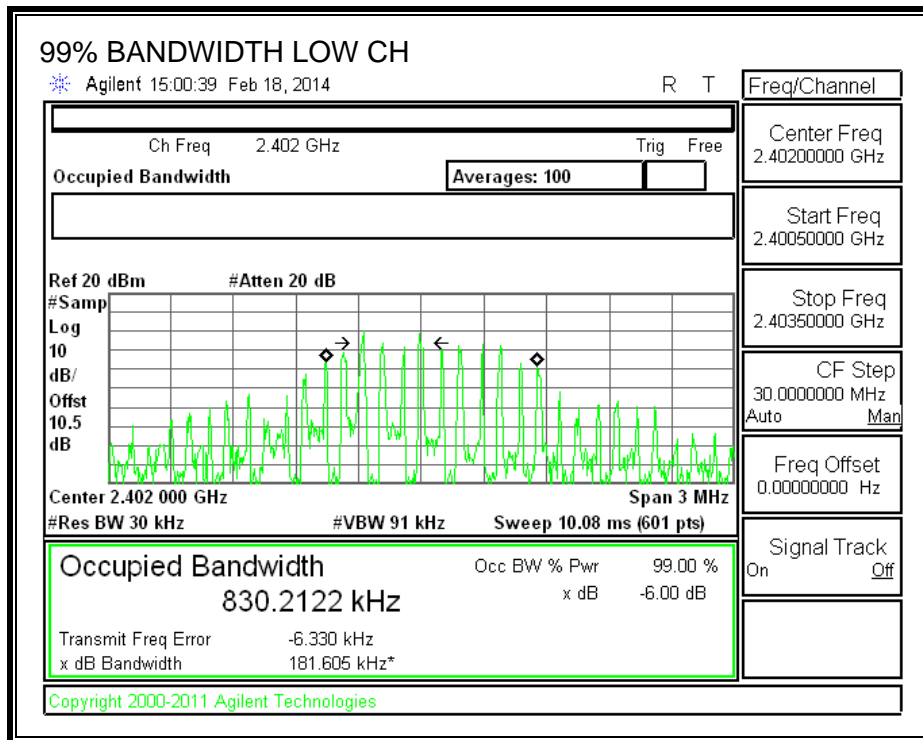 99% BANDWIDTH LOW CH
Agilent 15:00:39 Feb 18, 2014 R T
Freq/Channel
Ch Freq 2.402 GHz Trig Free
Occupied Bandwidth Averages: 100
Center Freq
2.40200000 GHz
Start Freq
2.40050000 GHz
Stop Freq
2.40350000 GHz
CF Step
30.0000000 MHz
Auto Man
Freq Offset
0.00000000 Hz
Signal Track
On Off
Ref 20 dBm #Atten 20 dB
#Samp
Log
10
dB/
Offst
10.5
dB
Center 2.402 000 GHz Span 3 MHz
#Res BW 30 kHz #VBW 91 kHz Sweep 10.08 ms (601 pts)
Occupied Bandwidth Occ BW % Pwr 99.00 %
830.2122 kHz x dB -6.00 dB
Transmit Freq Error -6.330 kHz
x dB Bandwidth 181.605 kHz*
Copyright 2000-2011 Agilent Technologies